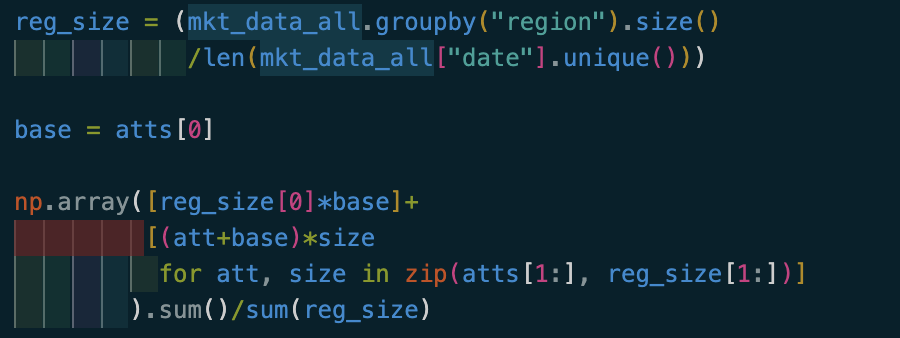 reg_size = (mkt_data_all.groupby("region").size()
/len(mkt_data_all["date"].unique()))
base = atts[0]
np.array([reg_size[0]*base]+
[(att+base)*size
for att, size in zip(atts[1:], reg_size[1:])]
).sum()/sum(reg_size)